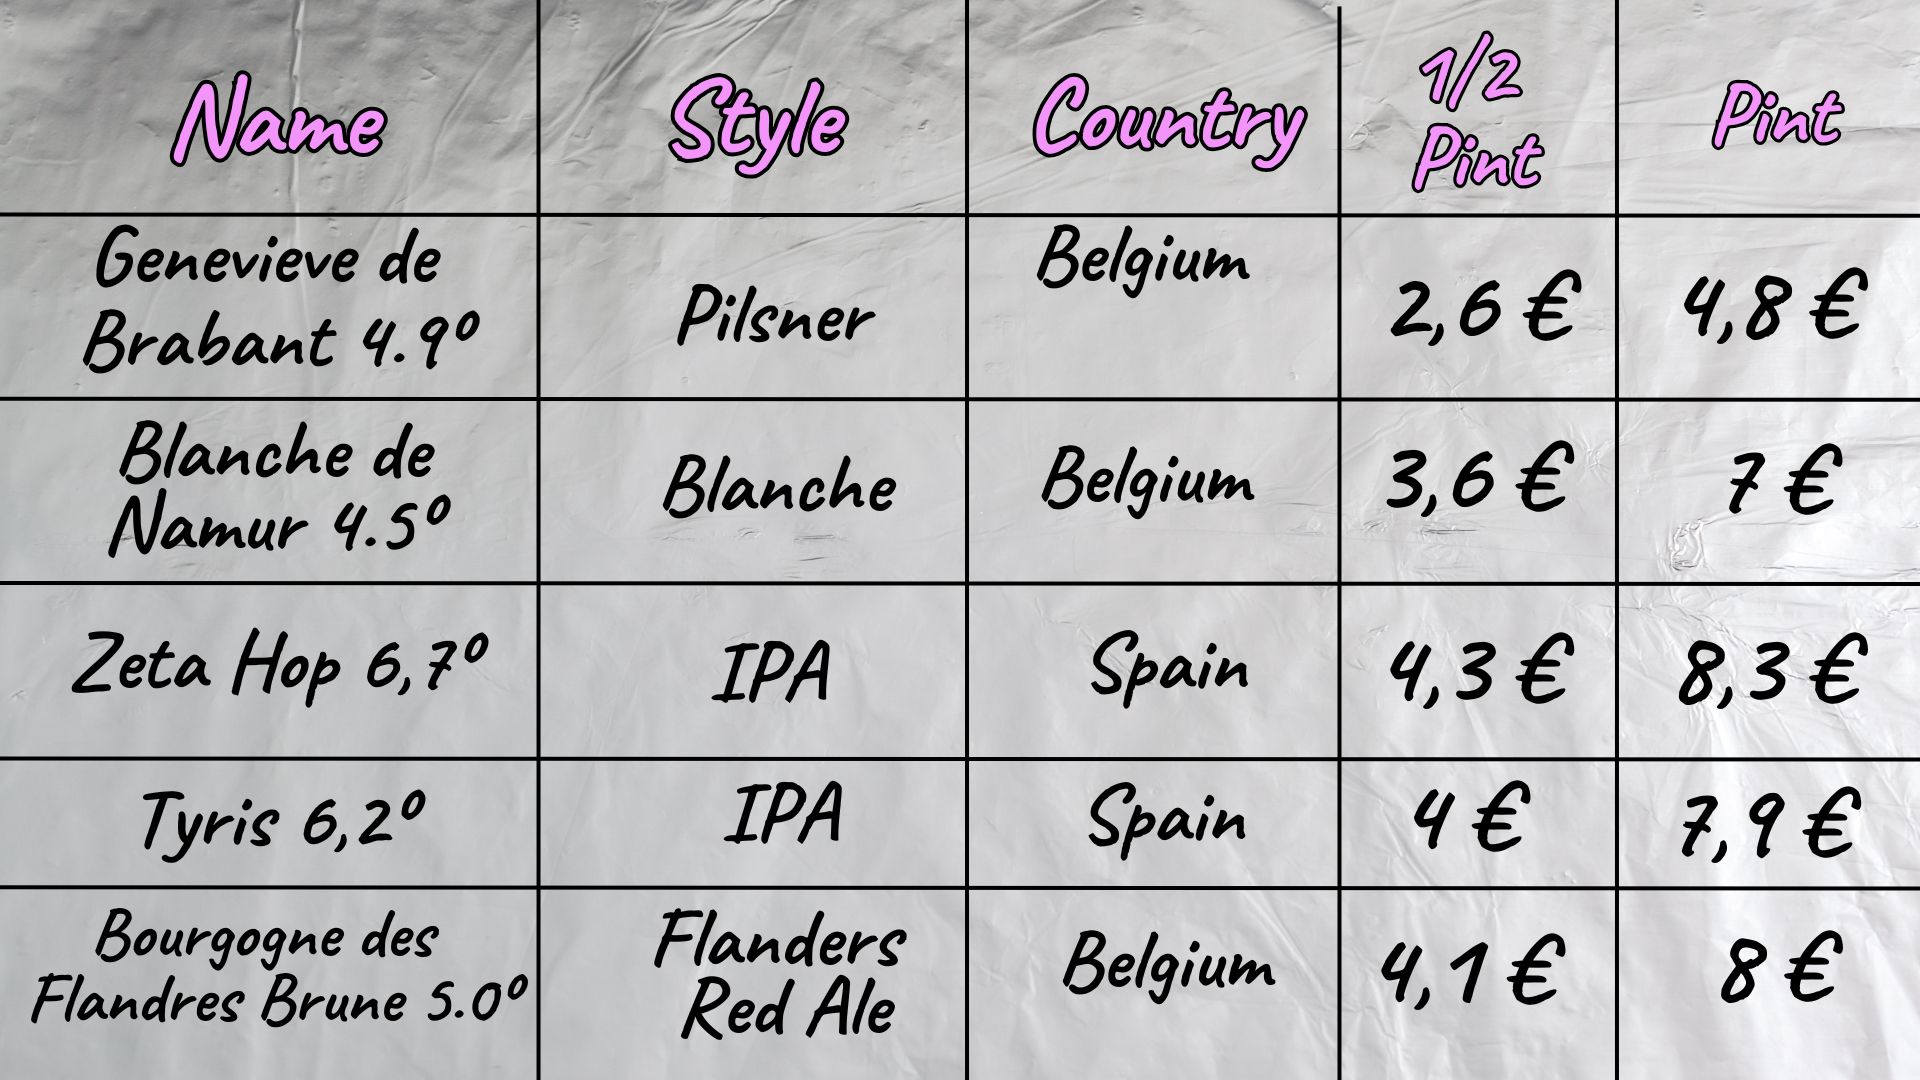 Name Style Country 1/2 Pint Pint
Genevieve de
Brabant 4.9º
Pilsner
Belgium
2,6 €
4,8 €
Blanche de
Namur 4.5º
Blanche
Belgium
3,6 €
7 €
Zeta Hop 6,7º
IPA
Spain
4,3 €
8,3 €
Tyris 6,2º
IPA
Spain
4 €
7,9 €
Bourgogne des
Flandres Brune 5.0º
Flanders
Red Ale
Belgium
4,1 €
8 €